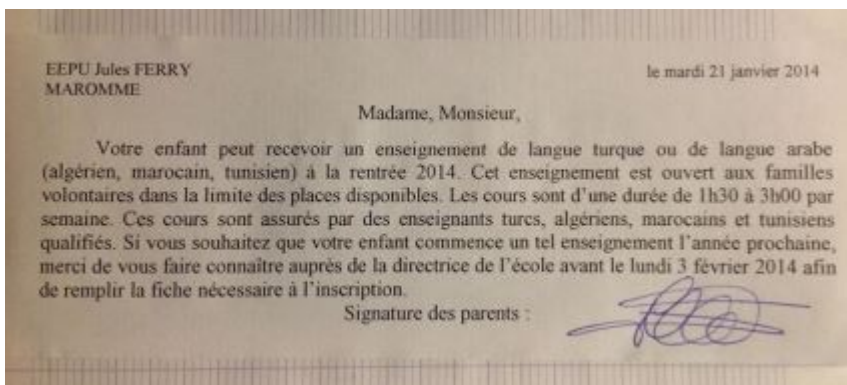 EEPU Jules FERRY
le mardi 21 janvier 2014
MAROMME
Madame, Monsieur,
Votre enfant peut recevoir un enseignement de langue turque ou de langue arabe
(algérien, marocain, tunisien) à la rentrée 2014. Cet enseignement est ouvert aux familles
volontaires dans la limite des places disponibles. Les cours sont d'une durée de 1h30 à 3h00 par
semaine. Ces cours sont assurés par des enseignants turcs, algériens, marocains et tunisiens
qualifiés. Si vous souhaitez que votre enfant commence un tel enseignement l'année prochaine,
merci de vous faire connaître auprès de la directrice de l'école avant le lundi 3 février 2014 afin
de remplir la fiche nécessaire à l'inscription.
Signature des parents :